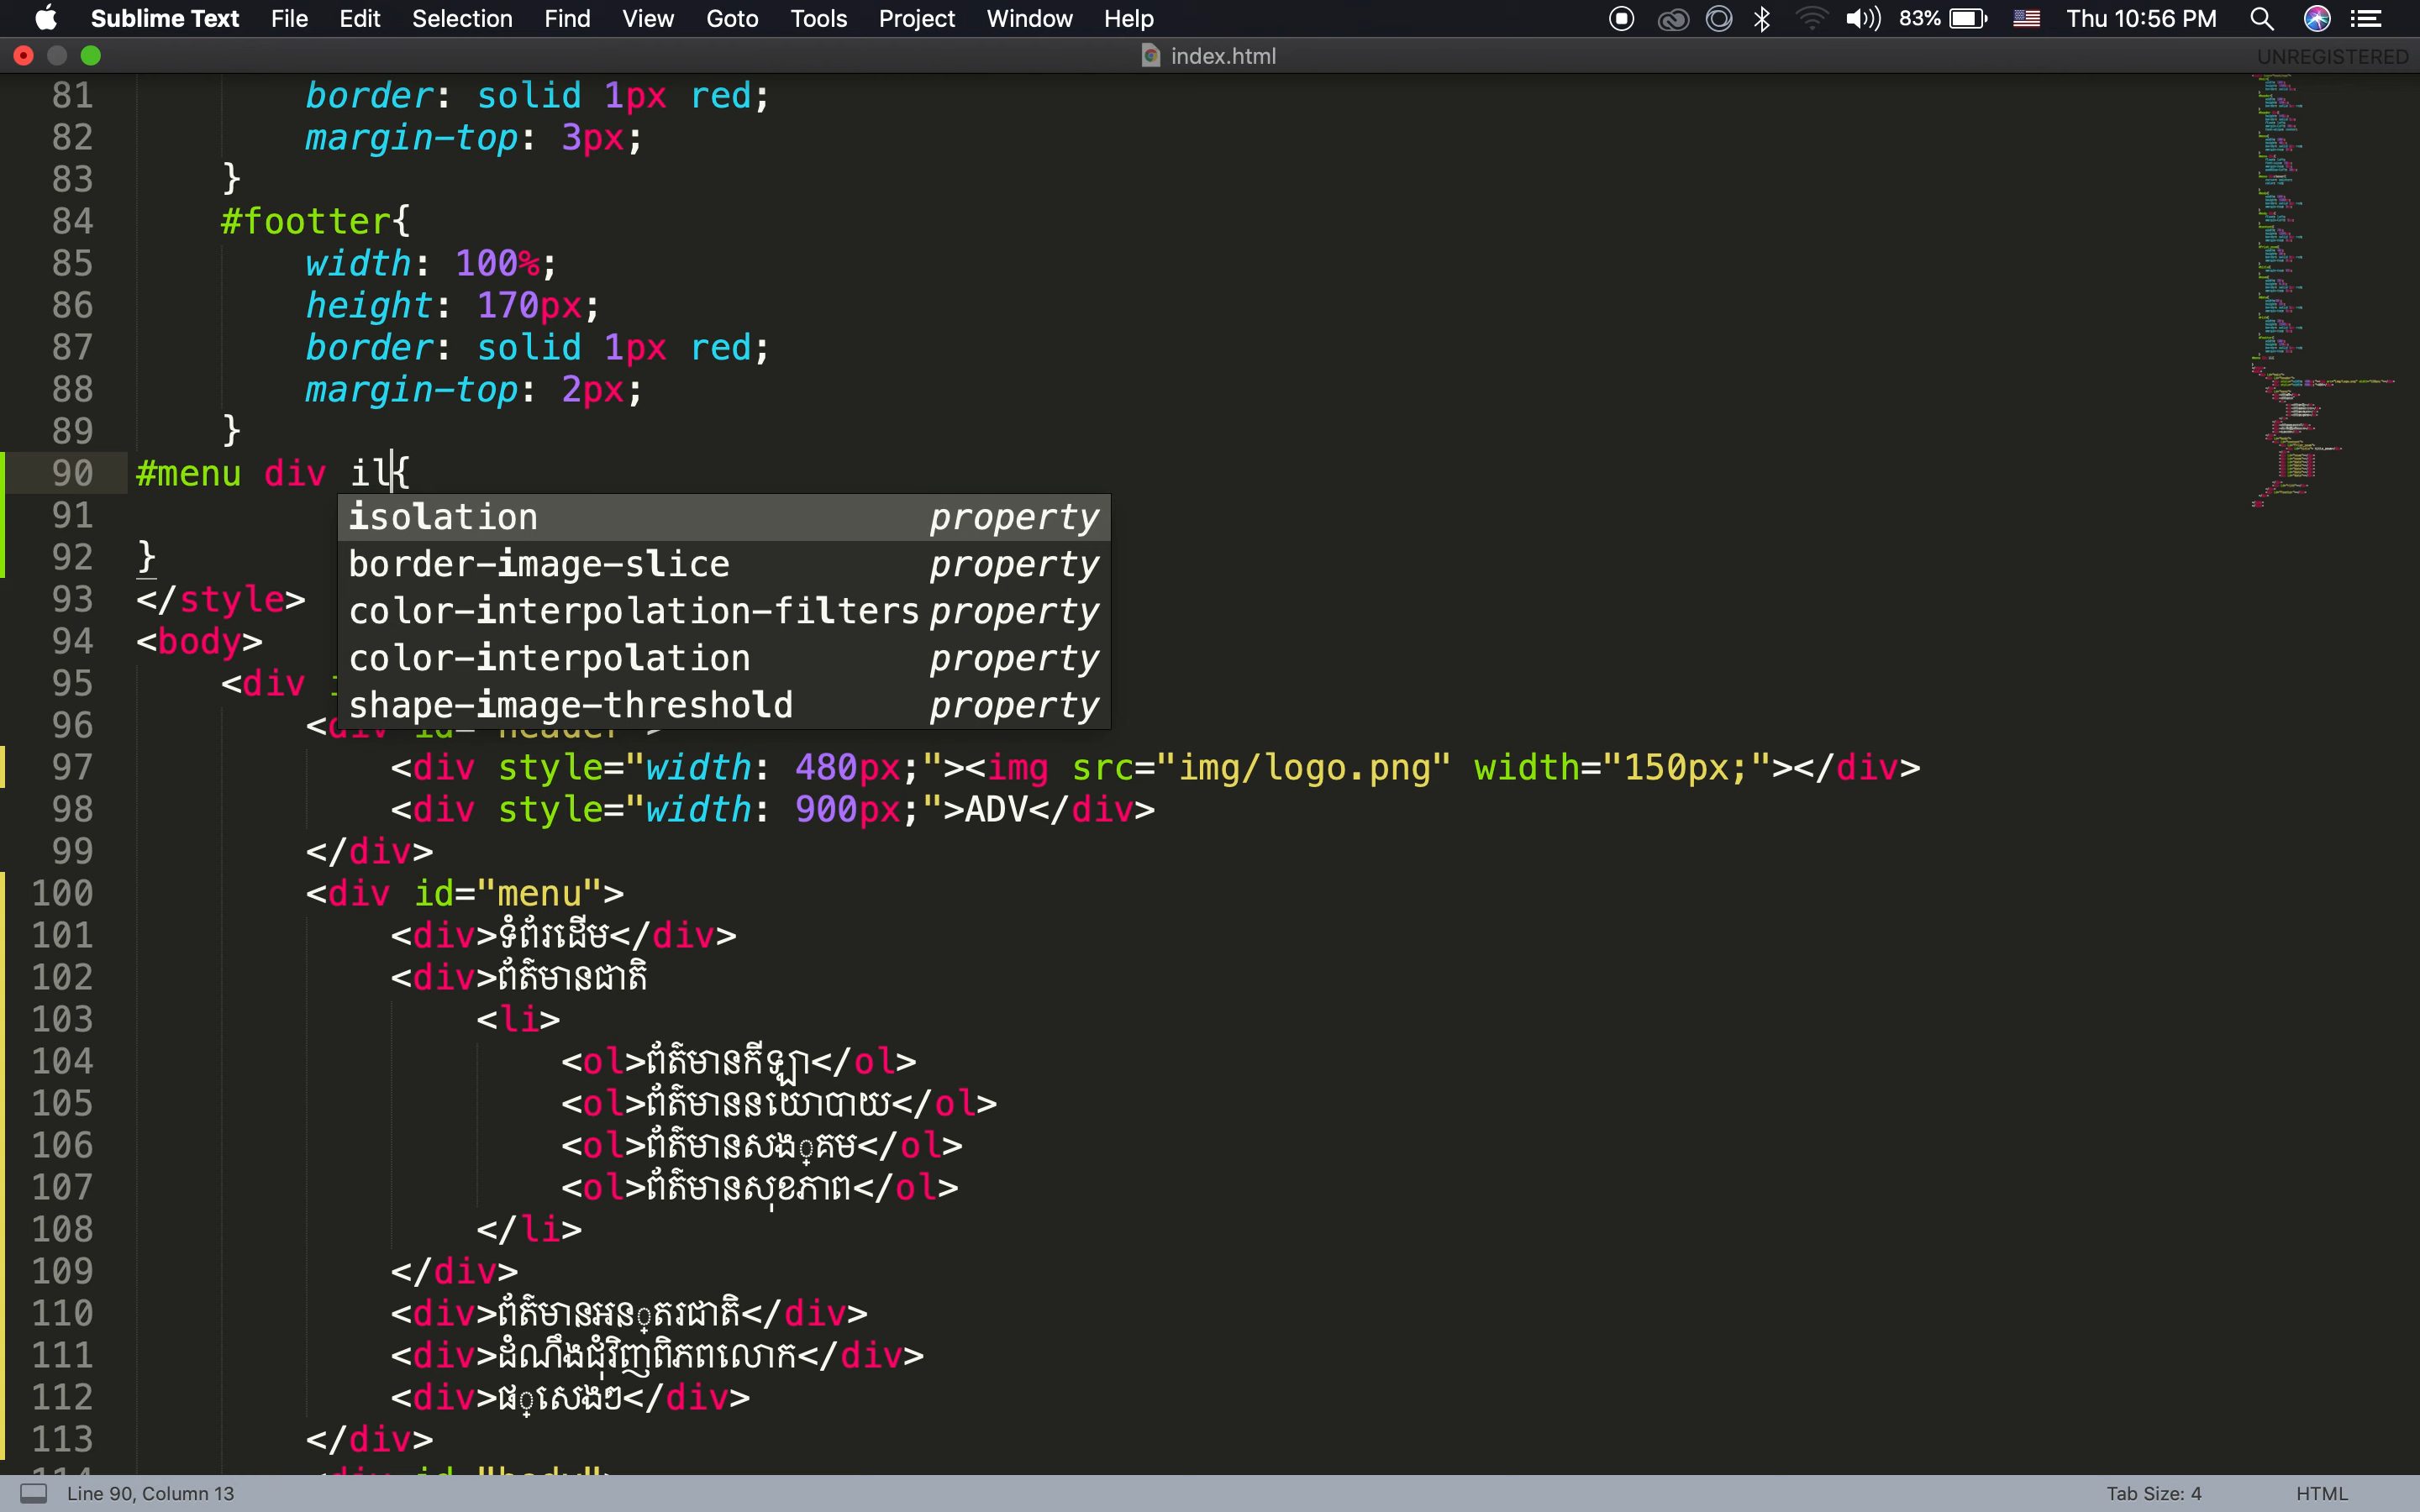 Sublime Text File Edit Selection Find View Goto Tools Project Window Help 83% Thu 10:56 PM
index.html UNREGISTERED
81 border: solid 1px red;
82 margin-top: 3px;
83 }
84 #footter{
85 width: 100%;
86 height: 170px;
87 border: solid 1px red;
88 margin-top: 2px;
89 }
90 #menu div il{
91
isolation property
92 }
border-image-slice property
93 </style>
color-interpolation-filters property
94 <body>
color-interpolation property
95 <div
shape-image-threshold property
96 <div id="header">
97 <div style="width: 480px;"><img src="img/logo.png" width="150px;"></div>
98 <div style="width: 900px;">ADV</div>
99 </div>
100 <div id="menu">
101 <div>ទំព័រដើម</div>
102 <div>ព័ត៌មានជាតិ
103 <li>
104 <ol>ព័ត៌មានកីឡា</ol>
105 <ol>ព័ត៌មាននយោបាយ</ol>
106 <ol>ព័ត៌មានសង្គម</ol>
107 <ol>ព័ត៌មានសុខភាព</ol>
108 </li>
109 </div>
110 <div>ព័ត៌មានអន្តរជាតិ</div>
111 <div>ដំណឹងជុំវិញពិភពលោក</div>
112 <div>ផ្សេងៗ</div>
113 </div>
114 <div id="body">
Line 90, Column 13 Tab Size: 4 HTML